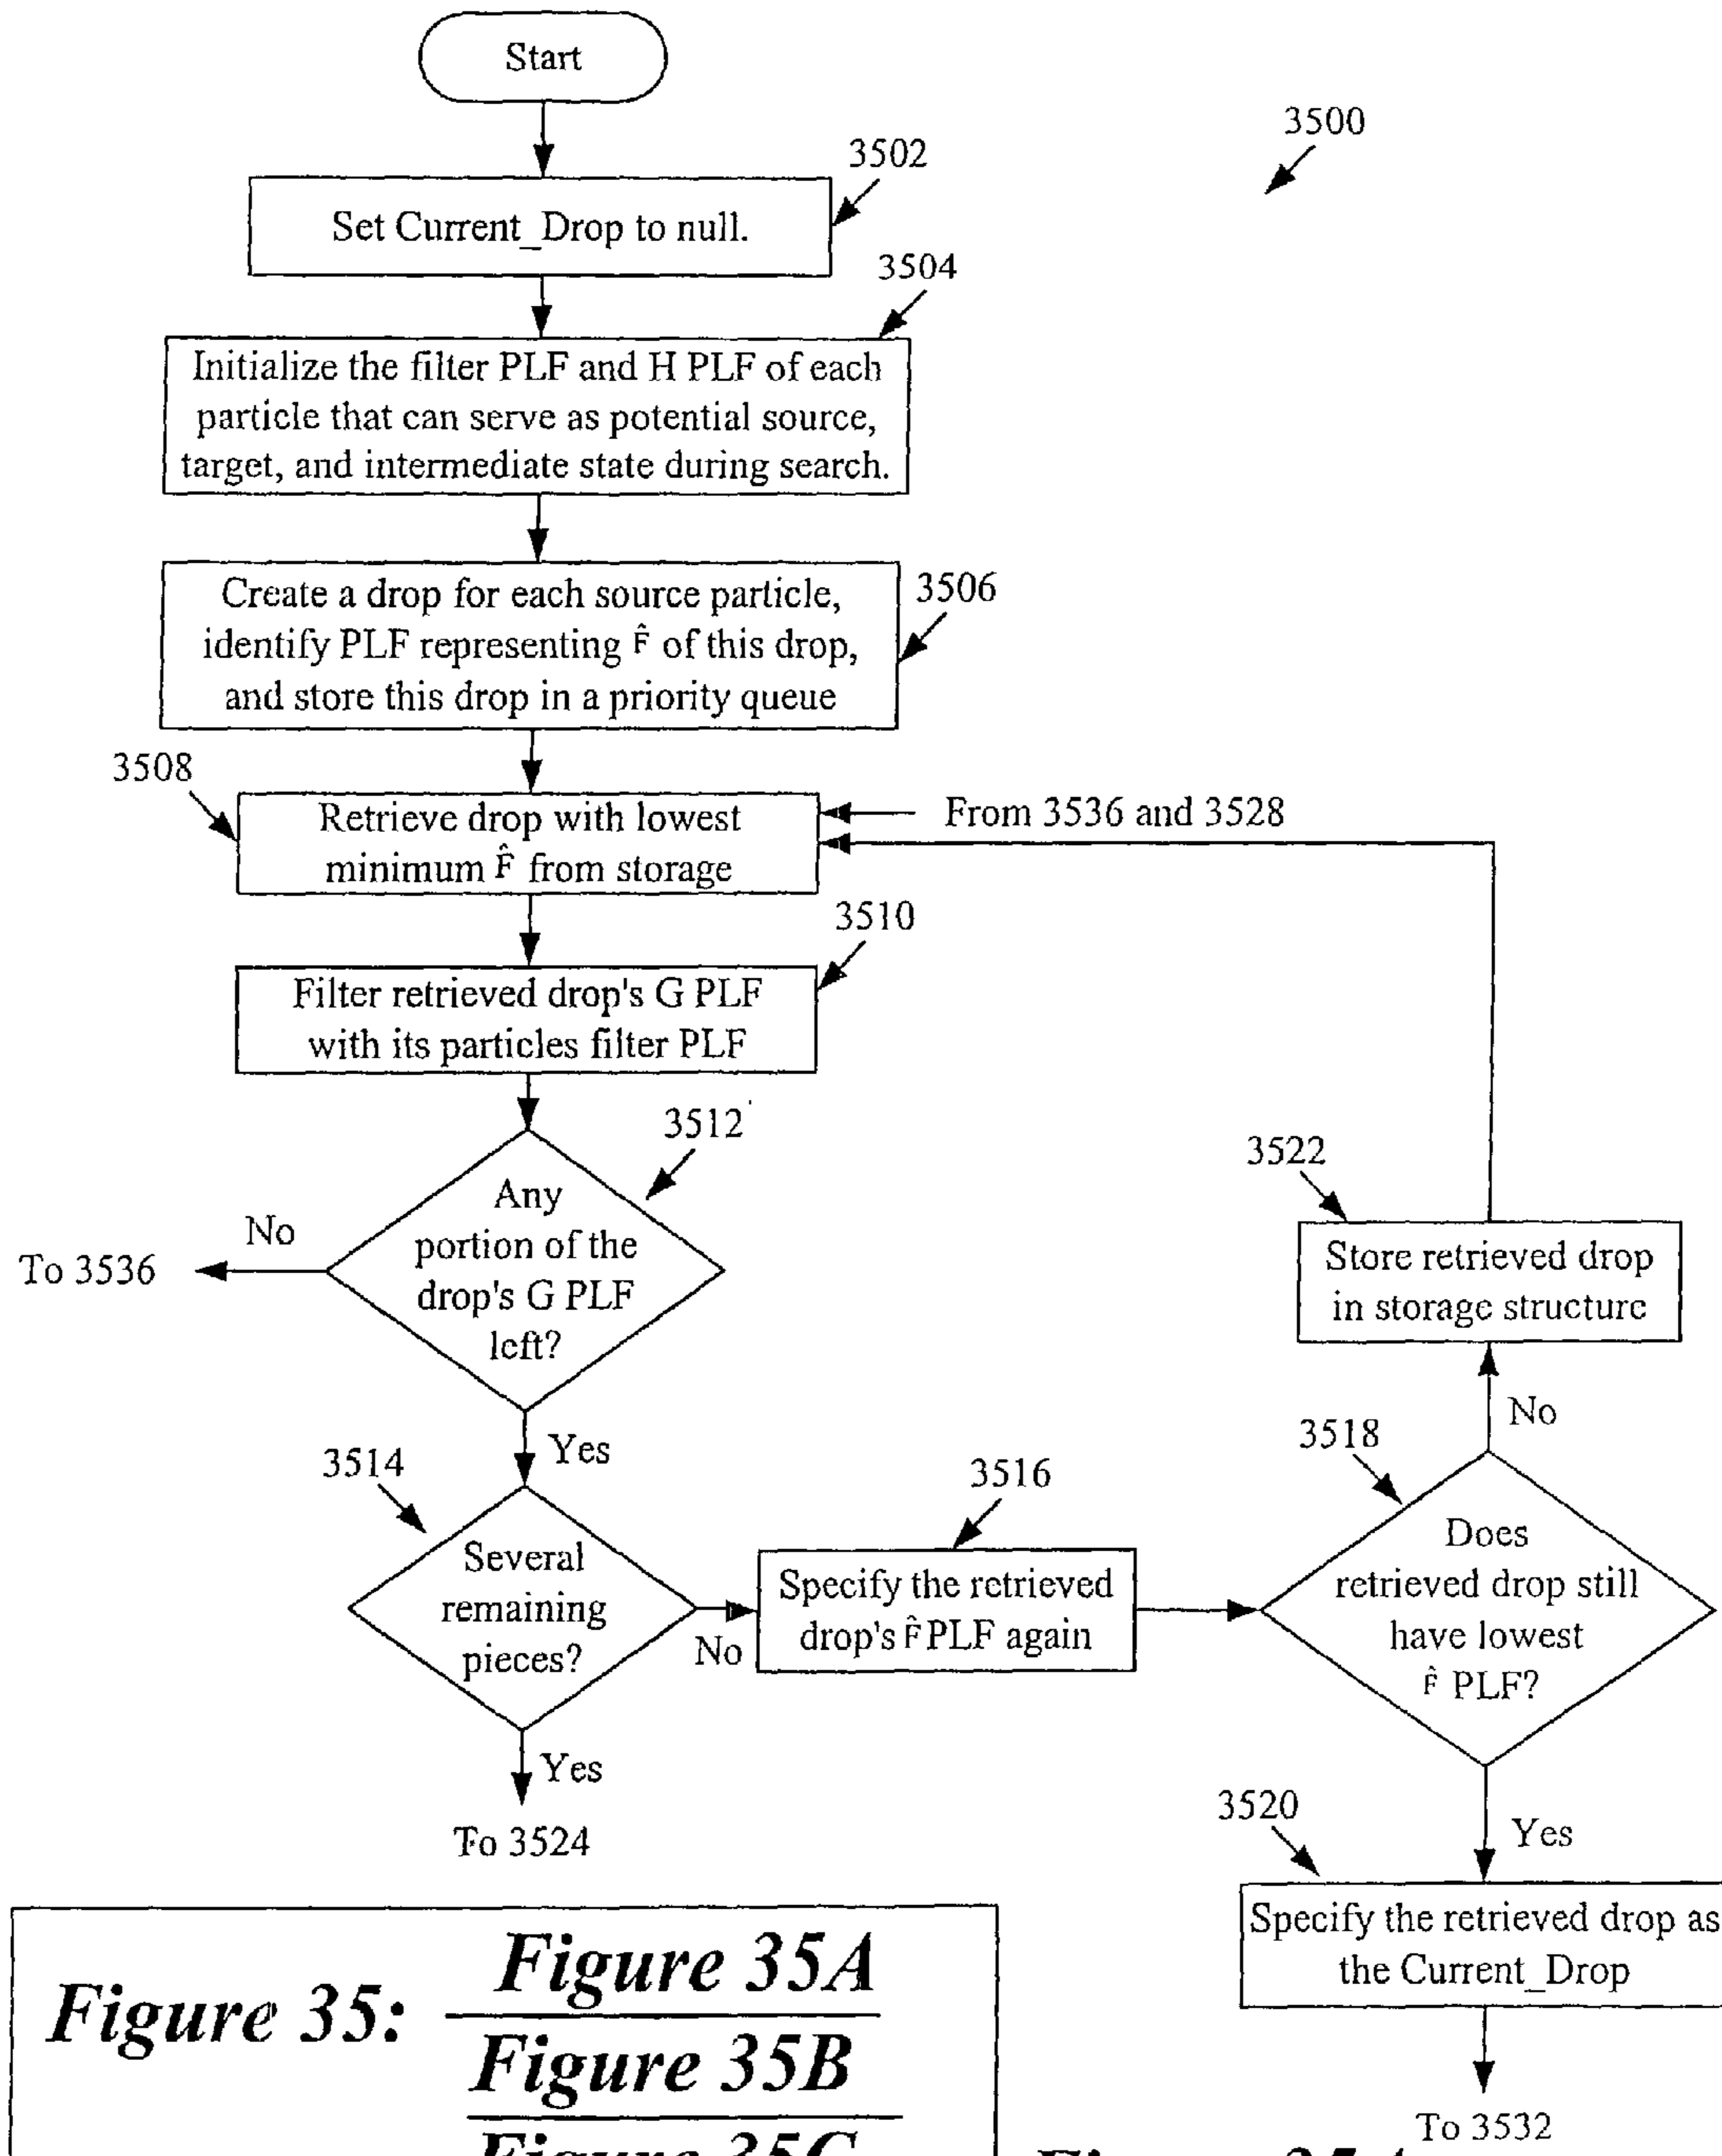 Start
3500
3502
Set Current_Drop to null.
3504
Initialize the filter PLF and H PLF of each
particle that can serve as potential source,
target, and intermediate state during search.
3506
Create a drop for each source particle,
identify PLF representing F̂ of this drop,
and store this drop in a priority queue
3508
Retrieve drop with lowest
minimum F̂ from storage
From 3536 and 3528
3510
Filter retrieved drop's G PLF
with its particles filter PLF
3512
Any
portion of the
drop's G PLF
left?
No
To 3536
Yes
3522
Store retrieved drop
in storage structure
No
3514
Several
remaining
pieces?
No
3516
Specify the retrieved
drop's F̂ PLF again
3518
Does
retrieved drop still
have lowest
F̂ PLF?
Yes
To 3524
Yes
3520
Specify the retrieved drop as
the Current_Drop
To 3532
Figure 35:
Figure 35A
Figure 35B
Figure 35C